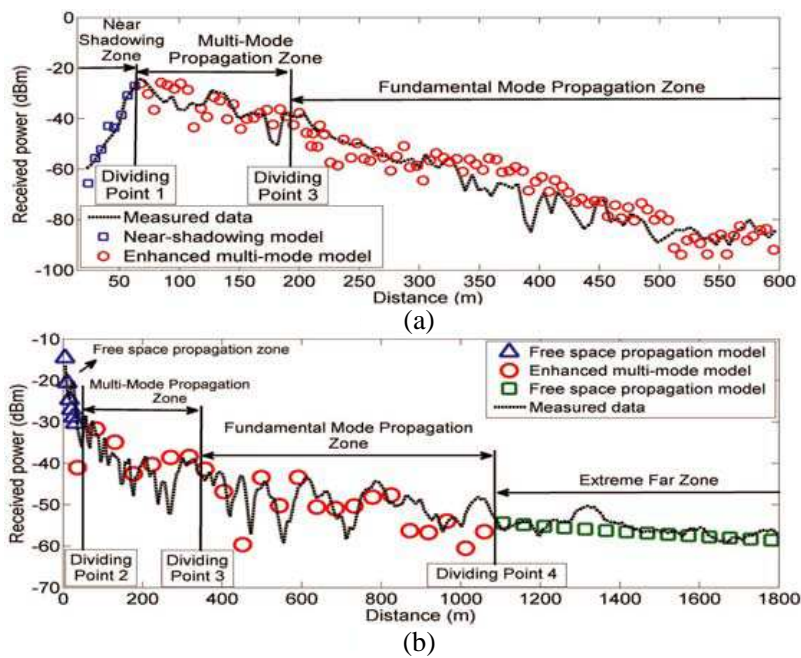 Near
Shadowing
Zone
Multi-Mode
Propagation Zone
Fundamental Mode Propagation Zone
Received power (dBm)
0
-20
-40
-60
-80
-100
Dividing
Point 1
Dividing
Point 3
Measured data
Near-shadowing model
Enhanced multi-mode model
50 100 150 200 250 300 350 400 450 500 550 600
Distance (m)
(a)
Received power (dBm)
-10
-20
-30
-40
-50
-60
-70
Free space propagation zone
Multi-Mode Propagation
Zone
Fundamental Mode Propagation
Zone
Free space propagation model
Enhanced multi-mode model
Free space propagation model
Measured data
Extreme Far Zone
Dividing
Point 2
Dividing
Point 3
Dividing Point 4
0 200 400 600 800 1000 1200 1400 1600 1800
Distance (m)
(b)